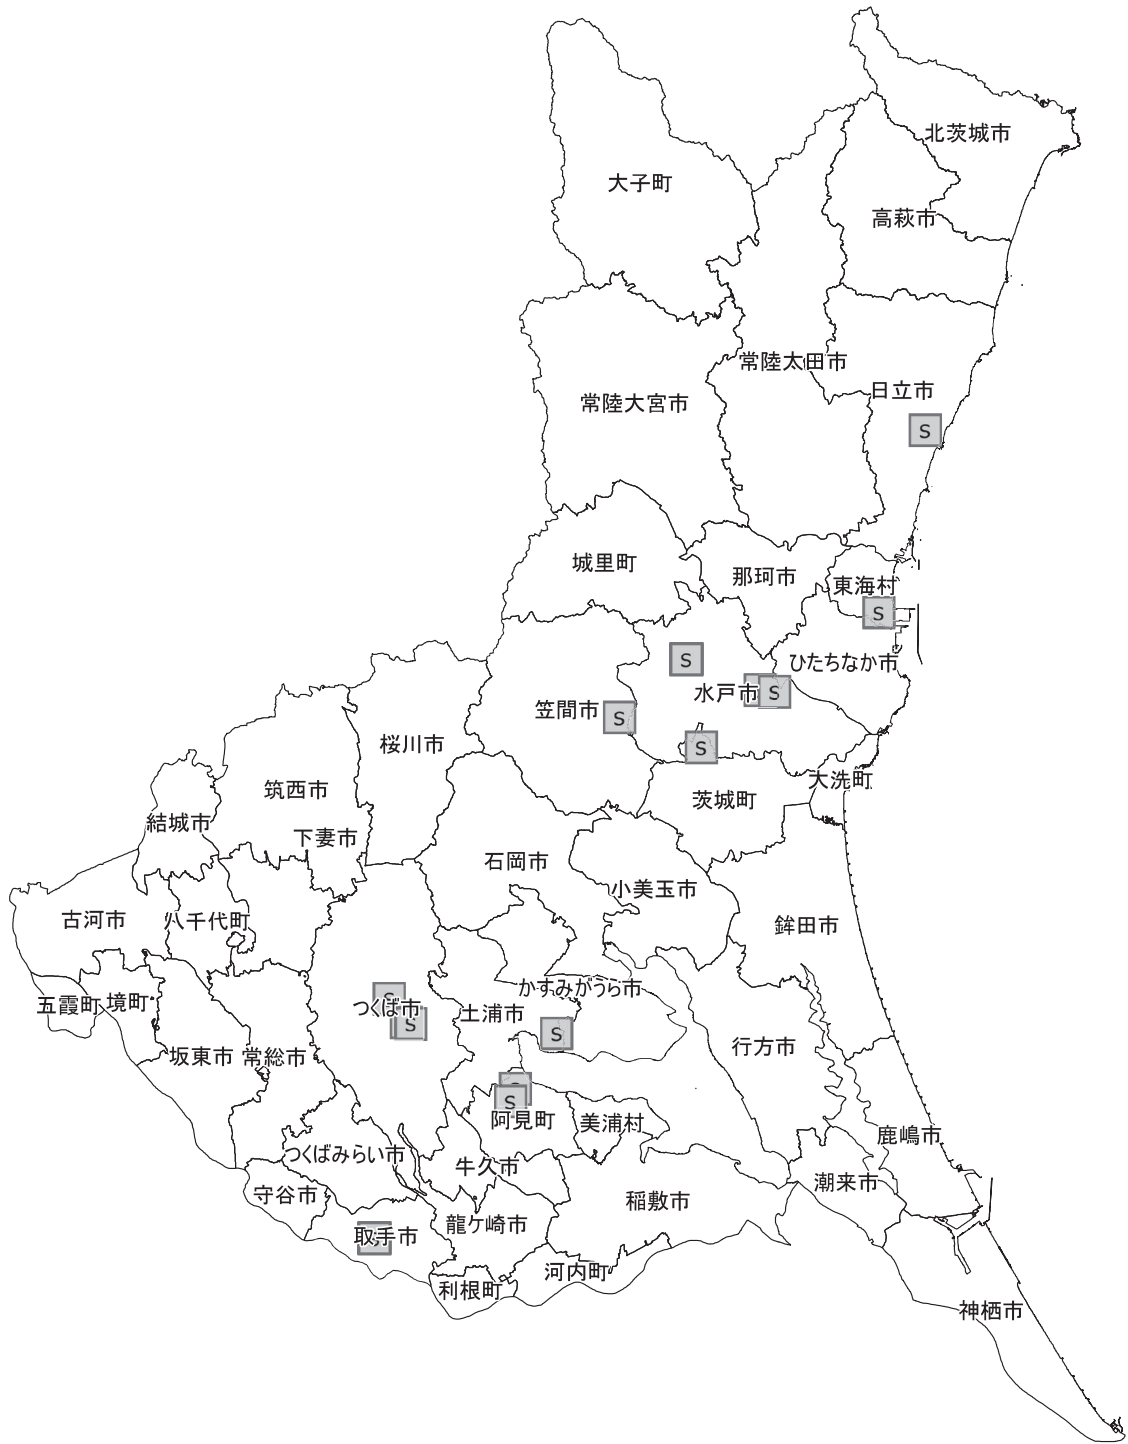 北茨城市
大子町
高萩市
常陸太田市
日立市
常陸大宮市
S
城里町
那珂市
東海村
S
S
ひたちなか市
水戸市
S
笠間市
S
桜川市
S
大洗町
筑西市
茨城町
結城市
下妻市
石岡市
小美玉市
古河市
八千代町
鉾田市
かすみがうら市
S
つくば市
五霞町
境町
土浦市
S
S
行方市
坂東市
常総市
S
S
阿見町
美浦村
鹿嶋市
つくばみらい市
牛久市
潮来市
守谷市
稲敷市
龍ケ崎市
取手市
河内町
利根町
神栖市